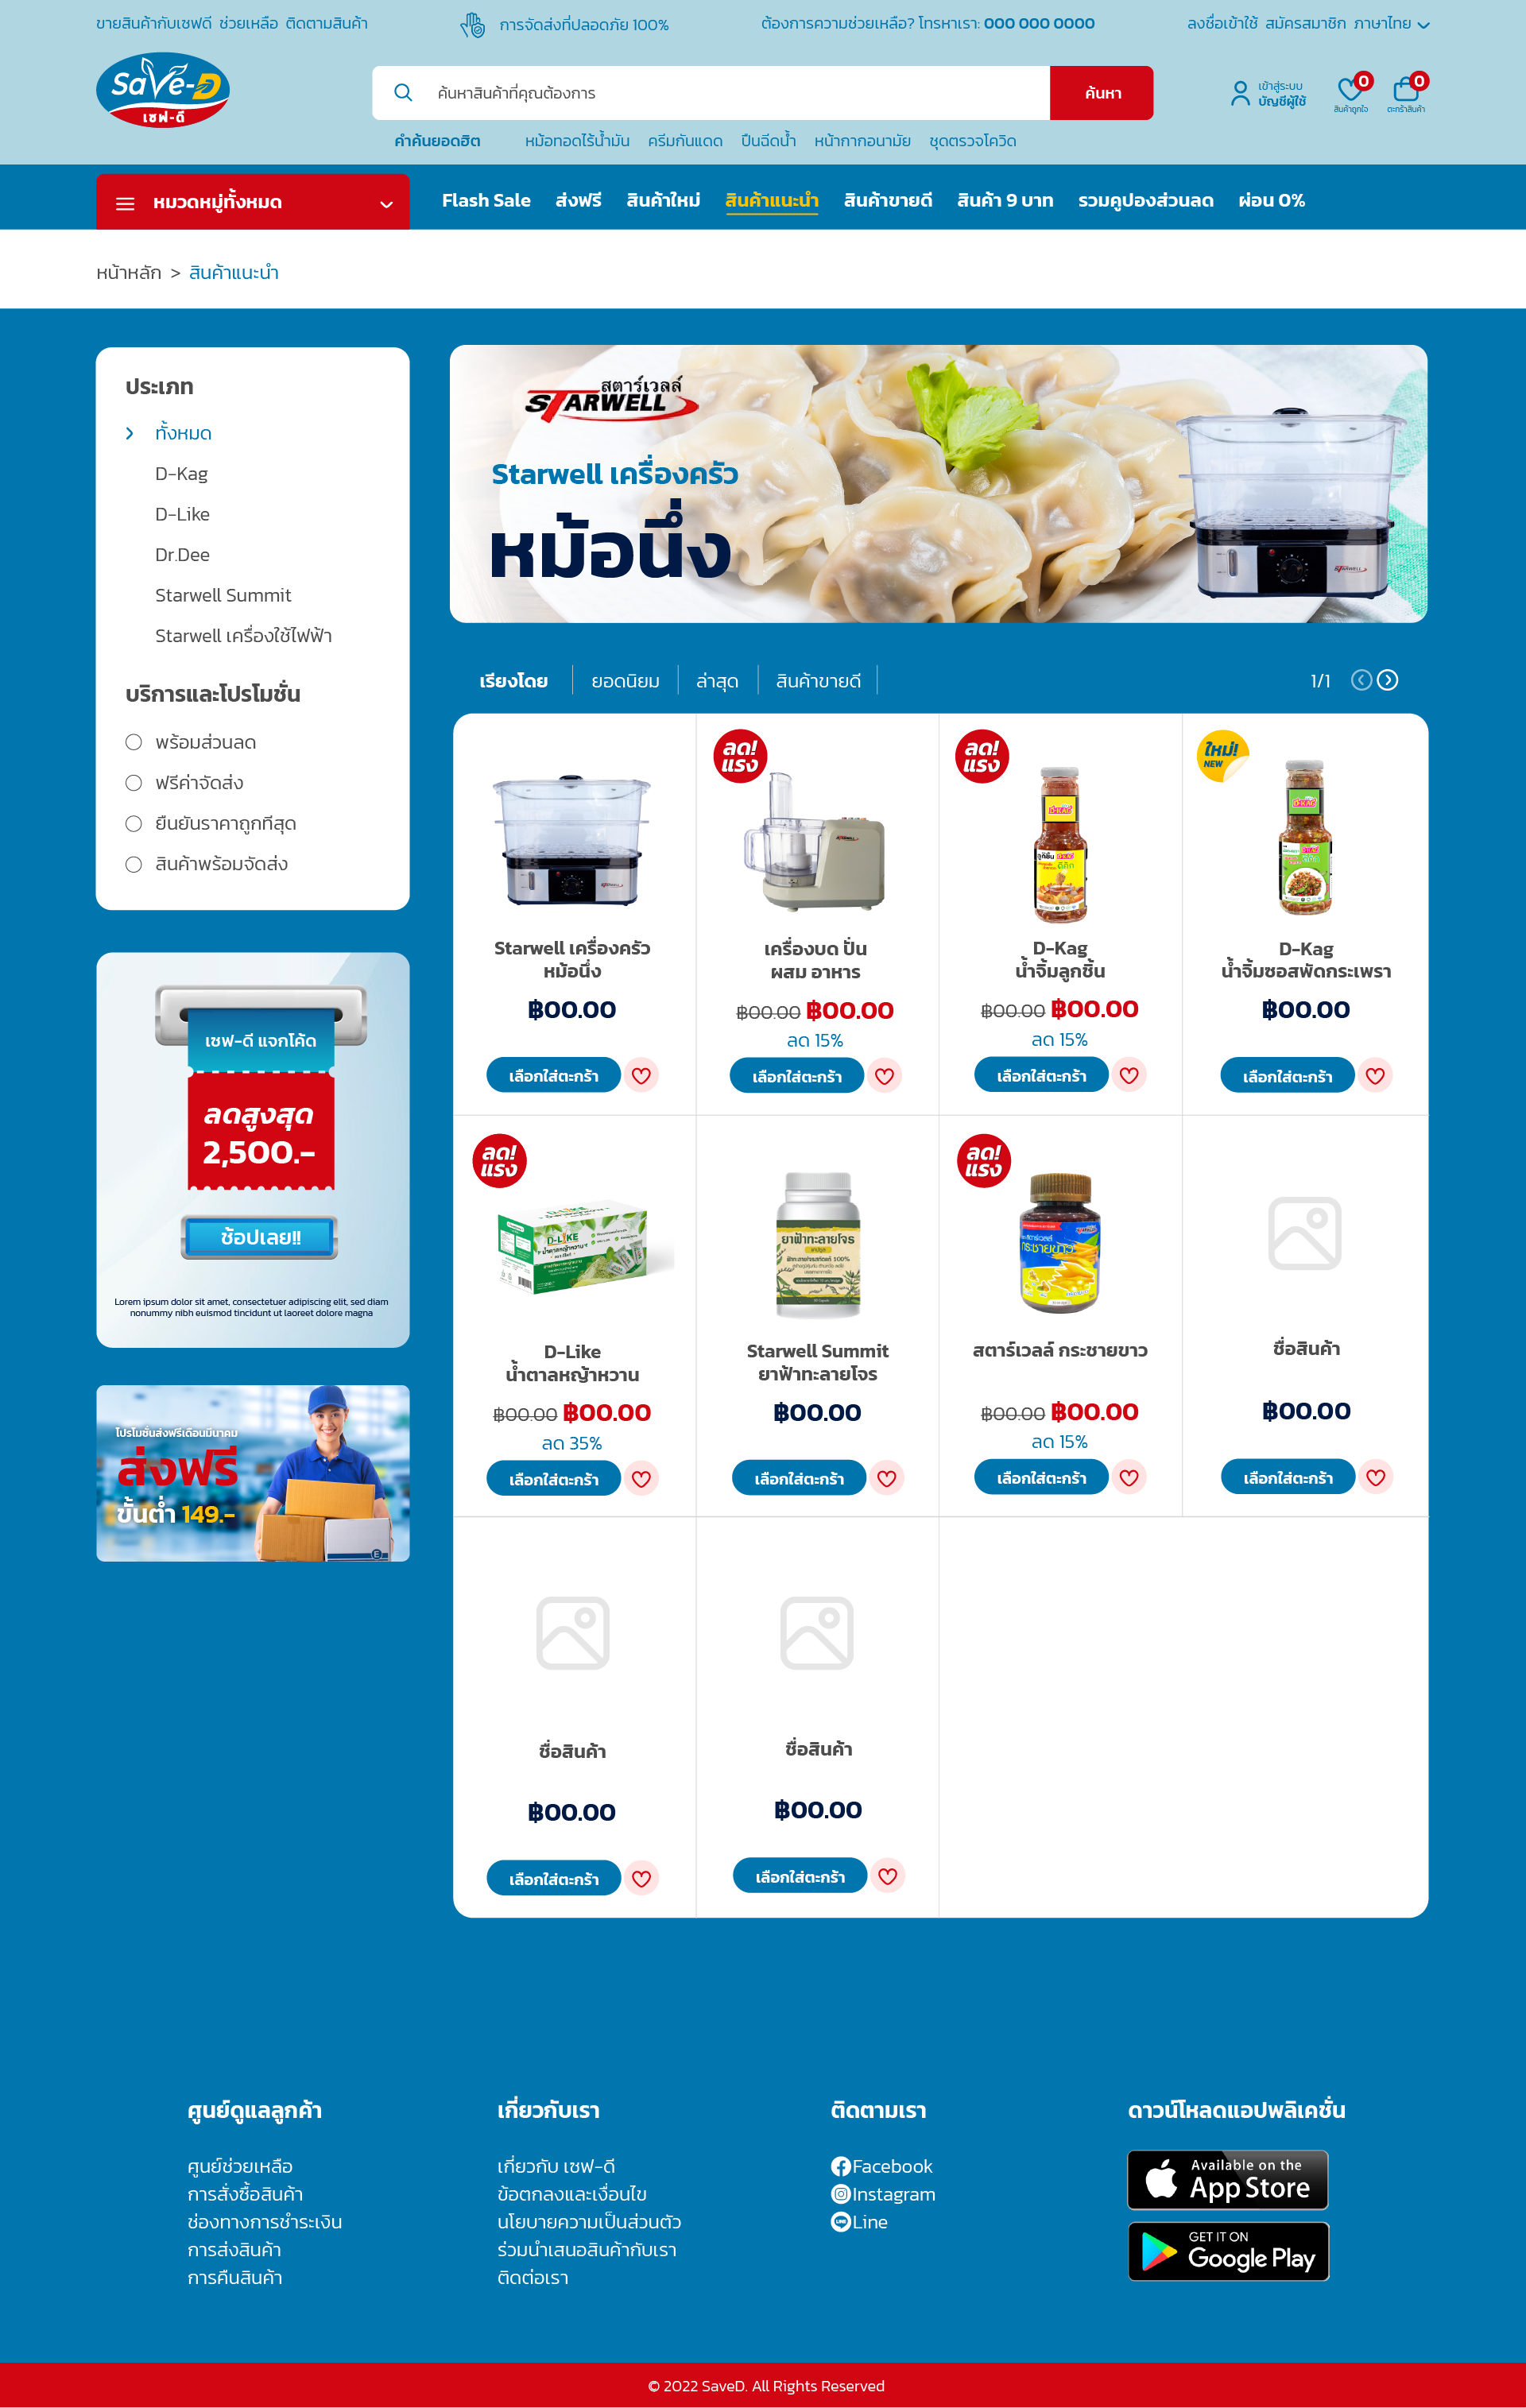 ขายสินค้ากับเซฟดี ช่วยเหลือ ติดตามสินค้า
การจัดส่งที่ปลอดภัย 100%
ต้องการความช่วยเหลือ? โทรหาเรา: 000 000 0000
ลงชื่อเข้าใช้ สมัครสมาชิก ภาษาไทย
Save-D
เซฟ-ดี
ค้นหาสินค้าที่คุณต้องการ
ค้นหา
เข้าสู่ระบบ
บัญชีผู้ใช้
0
สินค้าถูกใจ
0
ตะกร้าสินค้า
คำค้นยอดฮิต หม้อทอดไร้น้ำมัน ครีมกันแดด ปืนฉีดน้ำ หน้ากากอนามัย ชุดตรวจโควิด
หมวดหมู่ทั้งหมด
Flash Sale ส่งฟรี สินค้าใหม่ สินค้าแนะนำ สินค้าขายดี สินค้า 9 บาท รวมคูปองส่วนลด ผ่อน 0%
หน้าหลัก > สินค้าแนะนำ
ประเภท
ทั้งหมด
D-Kag
D-Like
Dr.Dee
Starwell Summit
Starwell เครื่องใช้ไฟฟ้า
บริการและโปรโมชั่น
พร้อมส่วนลด
ฟรีค่าจัดส่ง
ยืนยันราคาถูกทีสุด
สินค้าพร้อมจัดส่ง
เซฟ-ดี แจกโค้ด
ลดสูงสุด
2,500.-
ช้อปเลย!!
Lorem ipsum dolor sit amet, consectetuer adipiscing elit, sed diam
nonummy nibh euismod tincidunt ut laoreet dolore magna
โปรโมชั่นส่งฟรีเดือนมีนาคม
ส่งฟรี
ขั้นต่ำ 149.-
สตาร์เวลล์
STARWELL
Starwell เครื่องครัว
หม้อนึ่ง
STARWELL
เรียงโดย ยอดนิยม ล่าสุด สินค้าขายดี
1/1
Starwell เครื่องครัว
หม้อนึ่ง
฿00.00
เลือกใส่ตะกร้า
ลด!
แรง
เครื่องบด ปั่น
ผสม อาหาร
฿00.00 ฿00.00
ลด 15%
เลือกใส่ตะกร้า
ลด!
แรง
D-KAG
D-Kag
น้ำจิ้มลูกชิ้น
฿00.00 ฿00.00
ลด 15%
เลือกใส่ตะกร้า
ใหม่!
NEW
D-KAG
D-Kag
น้ำจิ้มซอสพัดกระเพรา
฿00.00
เลือกใส่ตะกร้า
ลด!
แรง
D-LIKE
น้ำตาลหญ้าหวาน
D-Like
น้ำตาลหญ้าหวาน
฿00.00 ฿00.00
ลด 35%
เลือกใส่ตะกร้า
ยาฟ้าทะลายโจร
Starwell Summit
ยาฟ้าทะลายโจร
฿00.00
เลือกใส่ตะกร้า
ลด!
แรง
กระชายขาว
สตาร์เวลล์ กระชายขาว
฿00.00 ฿00.00
ลด 15%
เลือกใส่ตะกร้า
ชื่อสินค้า
฿00.00
เลือกใส่ตะกร้า
ชื่อสินค้า
฿00.00
เลือกใส่ตะกร้า
ชื่อสินค้า
฿00.00
เลือกใส่ตะกร้า
ศูนย์ดูแลลูกค้า
ศูนย์ช่วยเหลือ
การสั่งซื้อสินค้า
ช่องทางการชำระเงิน
การส่งสินค้า
การคืนสินค้า
เกี่ยวกับเรา
เกี่ยวกับ เซฟ-ดี
ข้อตกลงและเงื่อนไข
นโยบายความเป็นส่วนตัว
ร่วมนำเสนอสินค้ากับเรา
ติดต่อเรา
ติดตามเรา
Facebook
Instagram
Line
ดาวน์โหลดแอปพลิเคชั่น
Available on the
App Store
GET IT ON
Google Play
© 2022 SaveD. All Rights Reserved